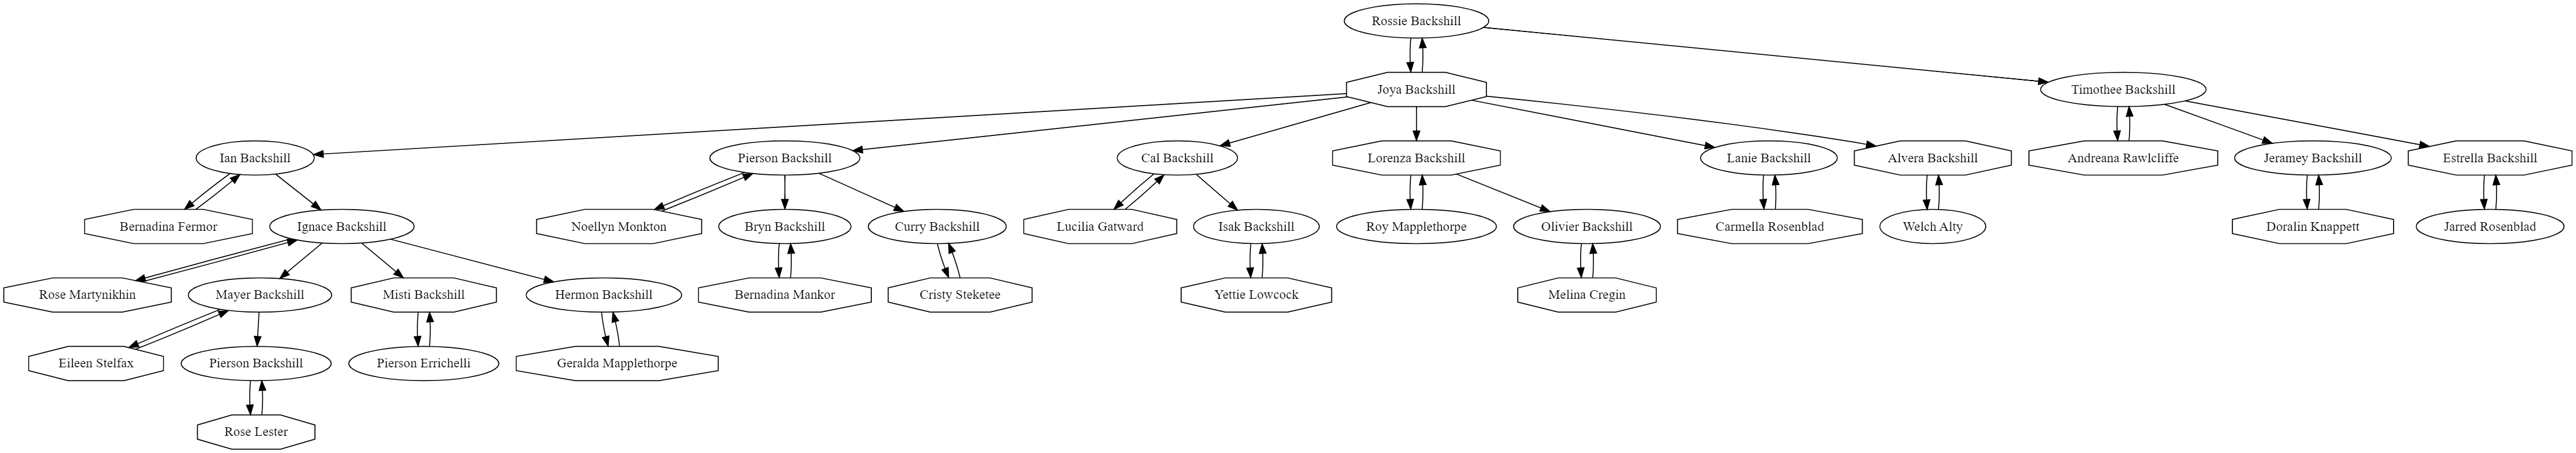 Rossie Backshill
Joya Backshill
Timothee Backshill
Ian Backshill
Pierson Backshill
Cal Backshill
Lorenza Backshill
Lanie Backshill
Alvera Backshill
Andreana Rawlcliffe
Jeramey Backshill
Estrella Backshill
Bernadina Fermor
Ignace Backshill
Noellyn Monkton
Bryn Backshill
Curry Backshill
Lucilia Gatward
Isak Backshill
Roy Mapplethorpe
Olivier Backshill
Carmella Rosenblad
Welch Alty
Doralin Knappett
Jarred Rosenblad
Rose Martynikhin
Mayer Backshill
Misti Backshill
Hermon Backshill
Bernadina Mankor
Cristy Steketee
Yettie Lowcock
Melina Cregin
Eileen Stelfax
Pierson Backshill
Pierson Errichelli
Geralda Mapplethorpe
Rose Lester